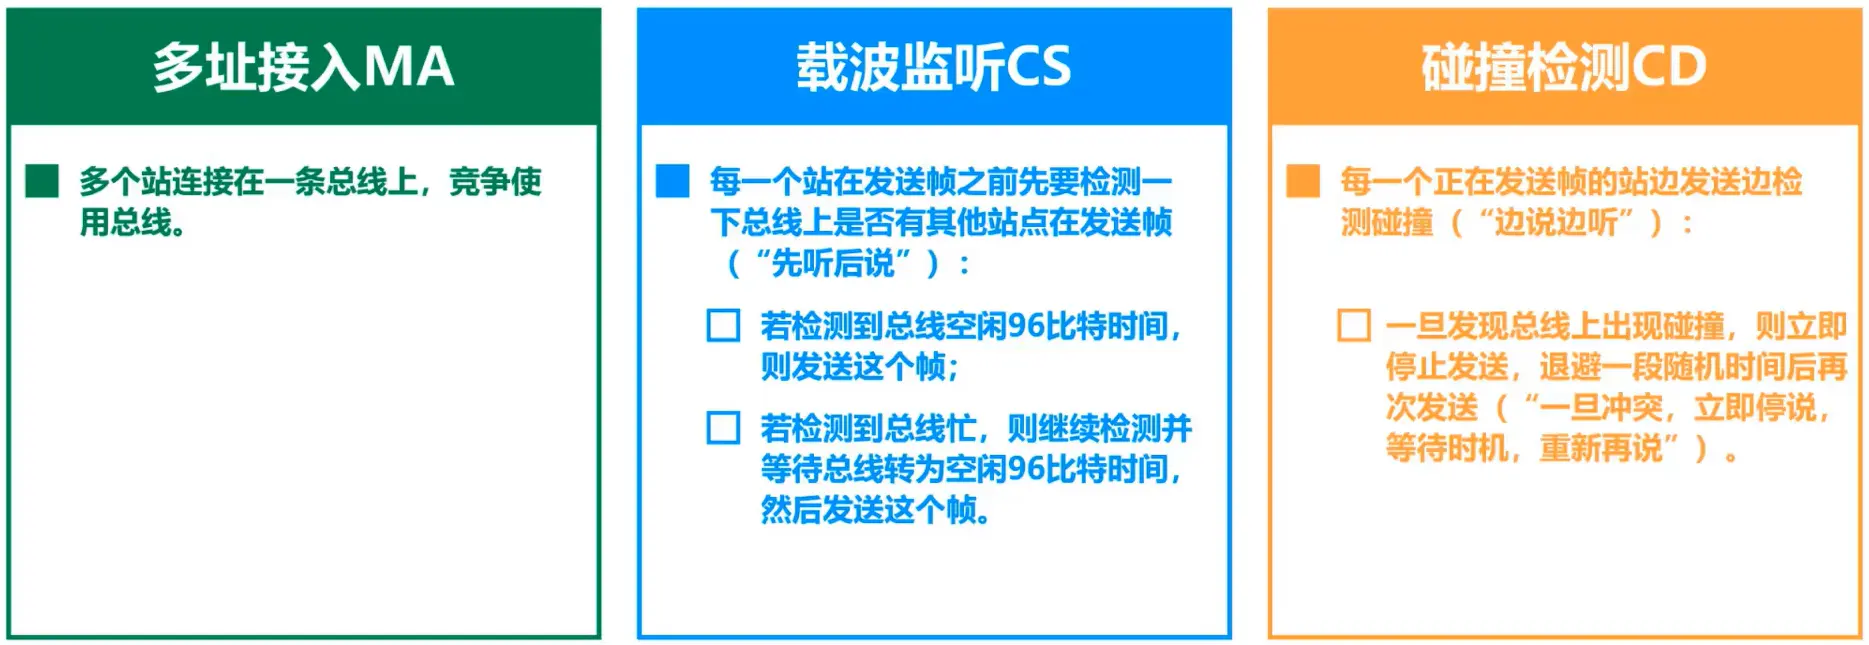 多址接入MA
多个站连接在一条总线上，竞争使
用总线。
载波监听CS
每一个站在发送帧之前先要检测一
下总线上是否有其他站点在发送帧
（“先听后说”）：
若检测到总线空闲96比特时间，
则发送这个帧；
若检测到总线忙，则继续检测并
等待总线转为空闲96比特时间，
然后发送这个帧。
碰撞检测CD
每一个正在发送帧的站边发送边检
测碰撞（“边说边听”）：
一旦发现总线上出现碰撞，则立即
停止发送，退避一段随机时间后再
次发送（“一旦冲突，立即停说，
等待时机，重新再说”）。